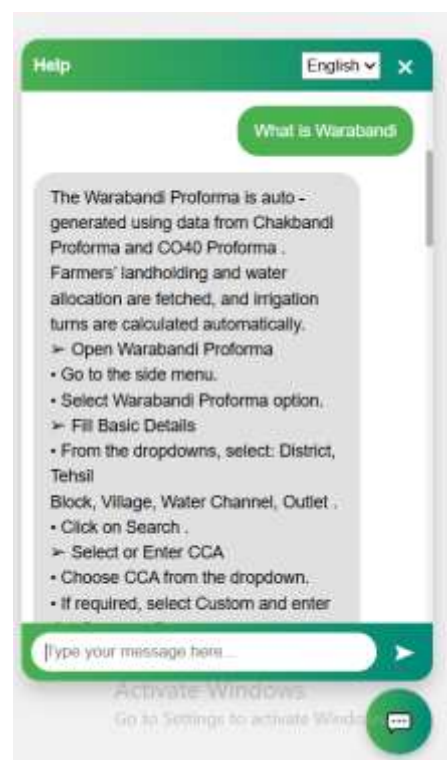 Help
English
×
What is Warabandi
The Warabandi Proforma is auto -
generated using data from Chakbandi
Proforma and CO40 Proforma .
Farmers' landholding and water
allocation are fetched, and irrigation
turns are calculated automatically.
➢ Open Warabandi Proforma
• Go to the side menu.
• Select Warabandi Proforma option.
➢ Fill Basic Details
• From the dropdowns, select: District,
Tehsil
Block, Village, Water Channel, Outlet .
• Click on Search .
➢ Select or Enter CCA
• Choose CCA from the dropdown.
• If required, select Custom and enter
Type your message here...
Activate Windows
Go to Settings to activate Windo